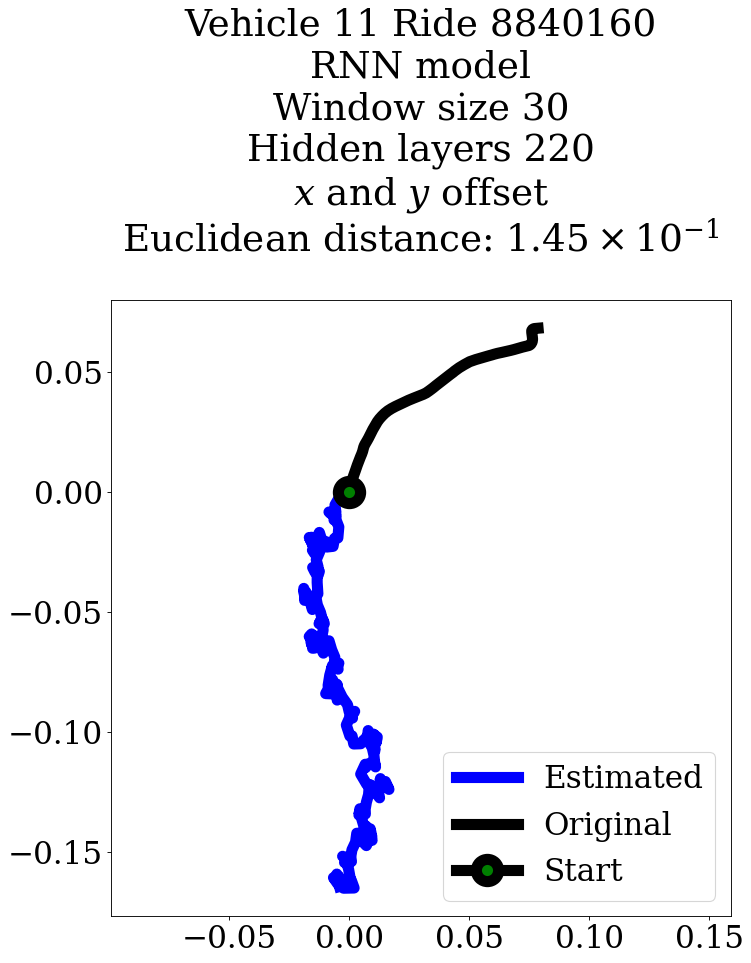 Vehicle 11 Ride 8840160
RNN model
Window size 30
Hidden layers 220
x and y offset
Euclidean distance: 1.45 × 10⁻¹
0.05
0.00
−0.05
−0.10
−0.15
Estimated
Original
Start
−0.05 0.00 0.05 0.10 0.15